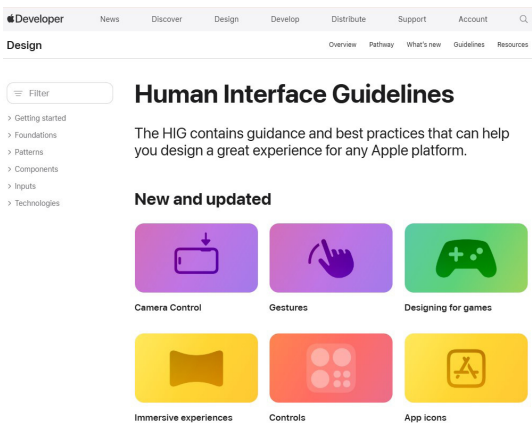 Developer
News
Discover
Design
Develop
Distribute
Support
Account
Design
Overview
Pathway
What's new
Guidelines
Resources
Filter
Getting started
Foundations
Patterns
Components
Inputs
Technologies
Human Interface Guidelines
The HIG contains guidance and best practices that can help
you design a great experience for any Apple platform.
New and updated
Camera Control
Gestures
Designing for games
Immersive experiences
Controls
App icons